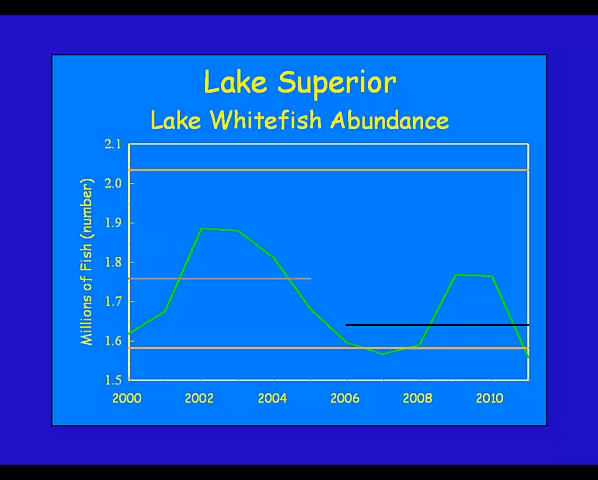 Lake Superior
Lake Whitefish Abundance
Millions of Fish (number)
2.1
2.0
1.9
1.8
1.7
1.6
1.5
2000 2002 2004 2006 2008 2010